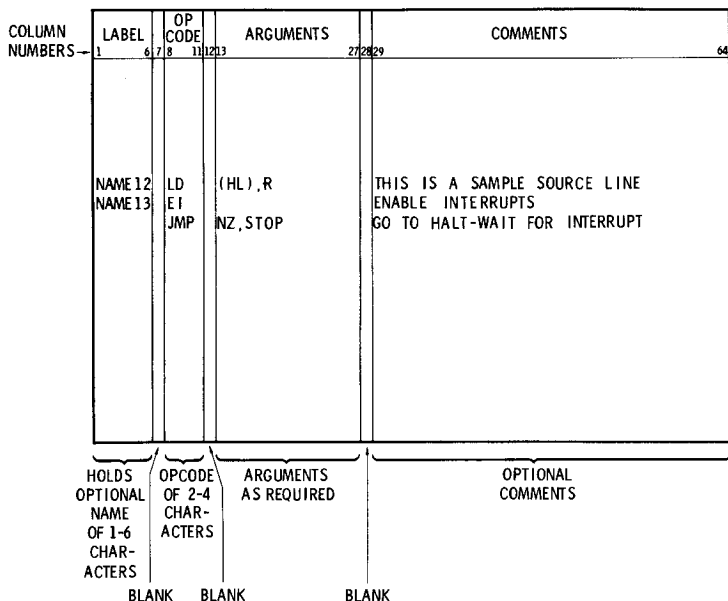 COLUMN NUMBERS
LABEL
OP CODE
ARGUMENTS
COMMENTS
1 6 7 8 11 12 13 27 28 29 64
NAME12 LD (HL),R THIS IS A SAMPLE SOURCE LINE
NAME13 EI ENABLE INTERRUPTS
JMP NZ,STOP GO TO HALT-WAIT FOR INTERRUPT
HOLDS
OPTIONAL
NAME
OF 1-6
CHAR-
ACTERS
OPCODE
OF 2-4
CHAR-
ACTERS
ARGUMENTS
AS REQUIRED
OPTIONAL
COMMENTS
BLANK BLANK BLANK